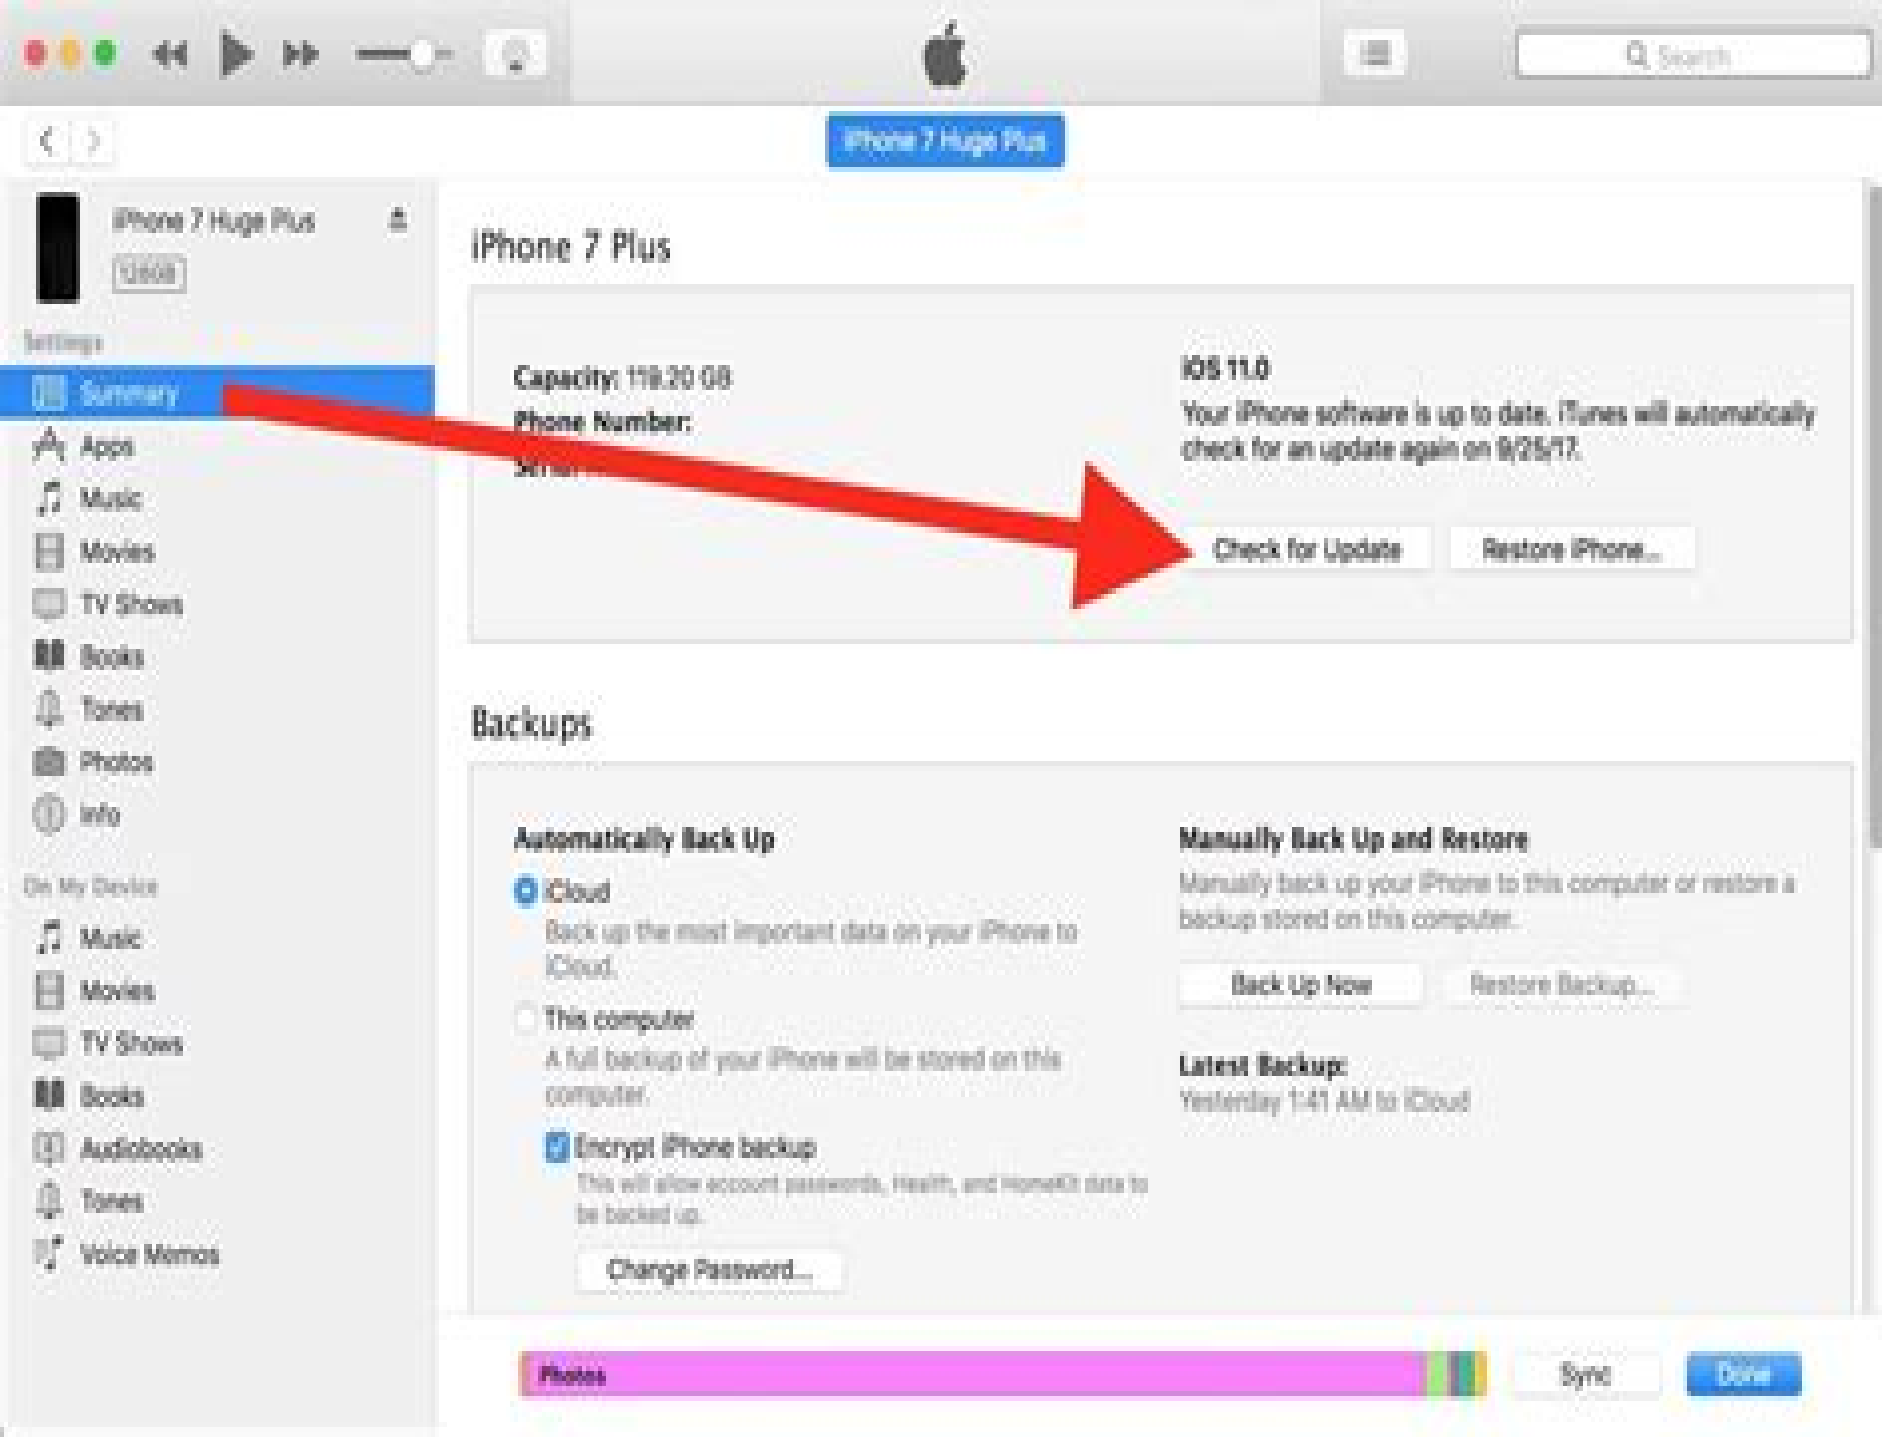 Search
iPhone 7 Huge Plus
iPhone 7 Huge Plus
128GB
Settings
Summary
Apps
Music
Movies
TV Shows
Books
Tones
Photos
Info
On My Device
Music
Movies
TV Shows
Books
Audiobooks
Tones
Voice Memos
iPhone 7 Plus
Capacity: 119.20 GB
Phone Number:
iOS 11.0
Your iPhone software is up to date. iTunes will automatically
check for an update again on 9/25/17.
Check for Update
Restore iPhone...
Backups
Automatically Back Up
iCloud
Back up the most important data on your iPhone to
iCloud.
This computer
A full backup of your iPhone will be stored on this
computer.
Encrypt iPhone backup
This will allow account passwords, Health, and HomeKit data to
be backed up.
Change Password...
Manually Back Up and Restore
Manually back up your iPhone to this computer or restore a
backup stored on this computer.
Back Up Now
Restore Backup...
Latest Backup:
Yesterday 1:41 AM to iCloud
Photos
Sync
Done